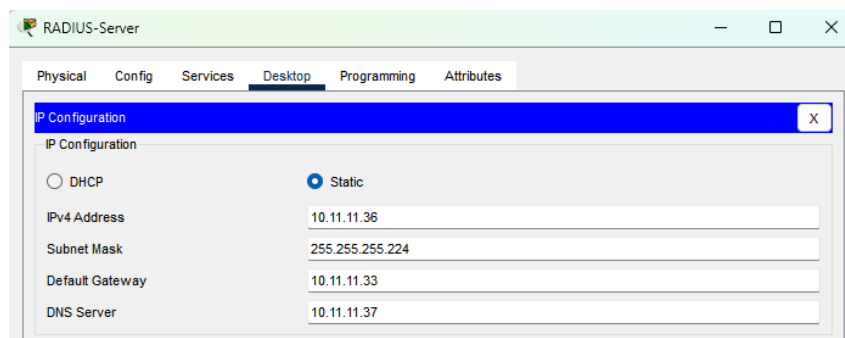 RADIUS-Server
Physical Config Services Desktop Programming Attributes
IP Configuration X
IP Configuration
DHCP Static
IPv4 Address 10.11.11.36
Subnet Mask 255.255.255.224
Default Gateway 10.11.11.33
DNS Server 10.11.11.37